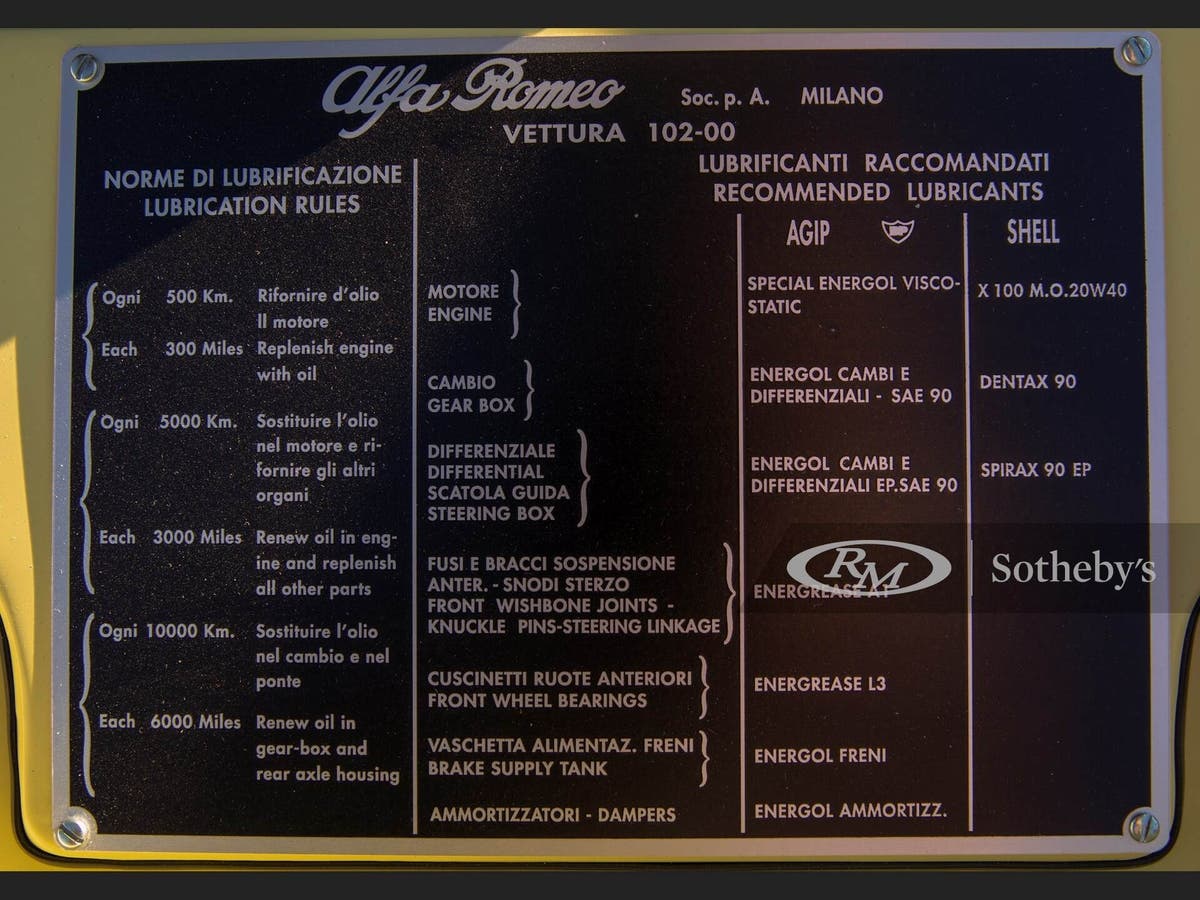 Alfa Romeo Soc. p. A. MILANO
VETTURA 102-00
NORME DI LUBRIFICAZIONE
LUBRICATION RULES
Ogni 500 Km. Rifornire d'olio
Il motore
Each 300 Miles Replenish engine
with oil
Ogni 5000 Km. Sostituire l'olio
nel motore e ri-
fornire gli altri
organi
Each 3000 Miles Renew oil in eng-
ine and replenish
all other parts
Ogni 10000 Km. Sostituire l'olio
nel cambio e nel
ponte
Each 6000 Miles Renew oil in
gear-box and
rear axle housing
LUBRIFICANTI RACCOMANDATI
RECOMMENDED LUBRICANTS
AGIP BP SHELL
MOTORE
ENGINE
SPECIAL ENERGOL VISCO-
STATIC
X 100 M.O.20W40
CAMBIO
GEAR BOX
ENERGOL CAMBI E
DIFFERENZIALI - SAE 90
DENTAX 90
DIFFERENZIALE
DIFFERENTIAL
SCATOLA GUIDA
STEERING BOX
ENERGOL CAMBI E
DIFFERENZIALI EP.SAE 90
SPIRAX 90 EP
FUSI E BRACCI SOSPENSIONE
ANTER. - SNODI STERZO
FRONT WISHBONE JOINTS -
KNUCKLE PINS-STEERING LINKAGE
ENERGREASE
RM Sotheby's
CUSCINETTI RUOTE ANTERIORI
FRONT WHEEL BEARINGS
ENERGREASE L3
VASCHETTA ALIMENTAZ. FRENI
BRAKE SUPPLY TANK
ENERGOL FRENI
AMMORTIZZATORI - DAMPERS
ENERGOL AMMORTIZZ.